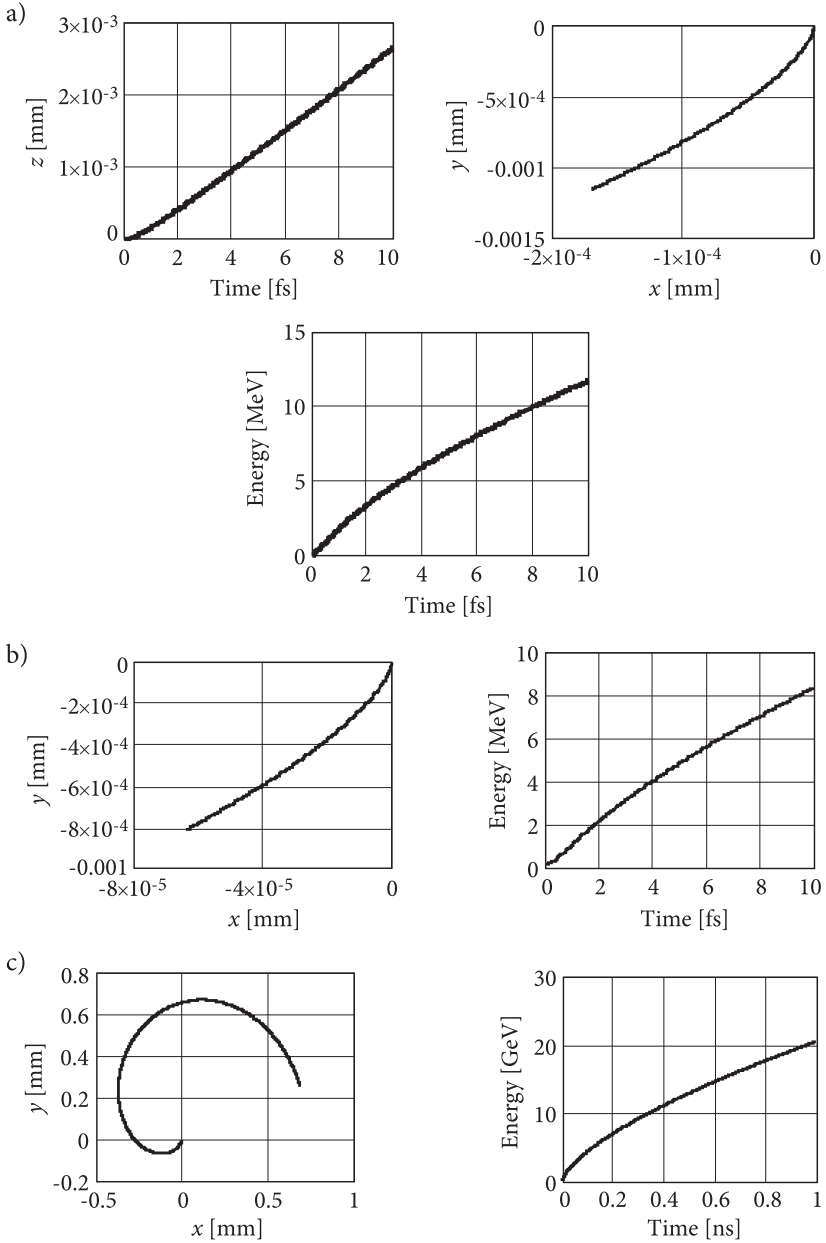 a)
3×10-3
2×10-3
1×10-3
0
z [mm]
0 2 4 6 8 10
Time [fs]
0
-5×10-4
-0.001
-0.0015
y [mm]
-2×10-4 -1×10-4 0
x [mm]
15
10
5
0
Energy [MeV]
0 2 4 6 8 10
Time [fs]
b)
0
-2×10-4
-4×10-4
-6×10-4
-8×10-4
-0.001
y [mm]
-8×10-5 -4×10-5 0
x [mm]
10
8
6
4
2
0
Energy [MeV]
0 2 4 6 8 10
Time [fs]
c)
0.8
0.6
0.4
0.2
0
-0.2
y [mm]
-0.5 0 0.5 1
x [mm]
30
20
10
0
Energy [GeV]
0 0.2 0.4 0.6 0.8 1
Time [ns]